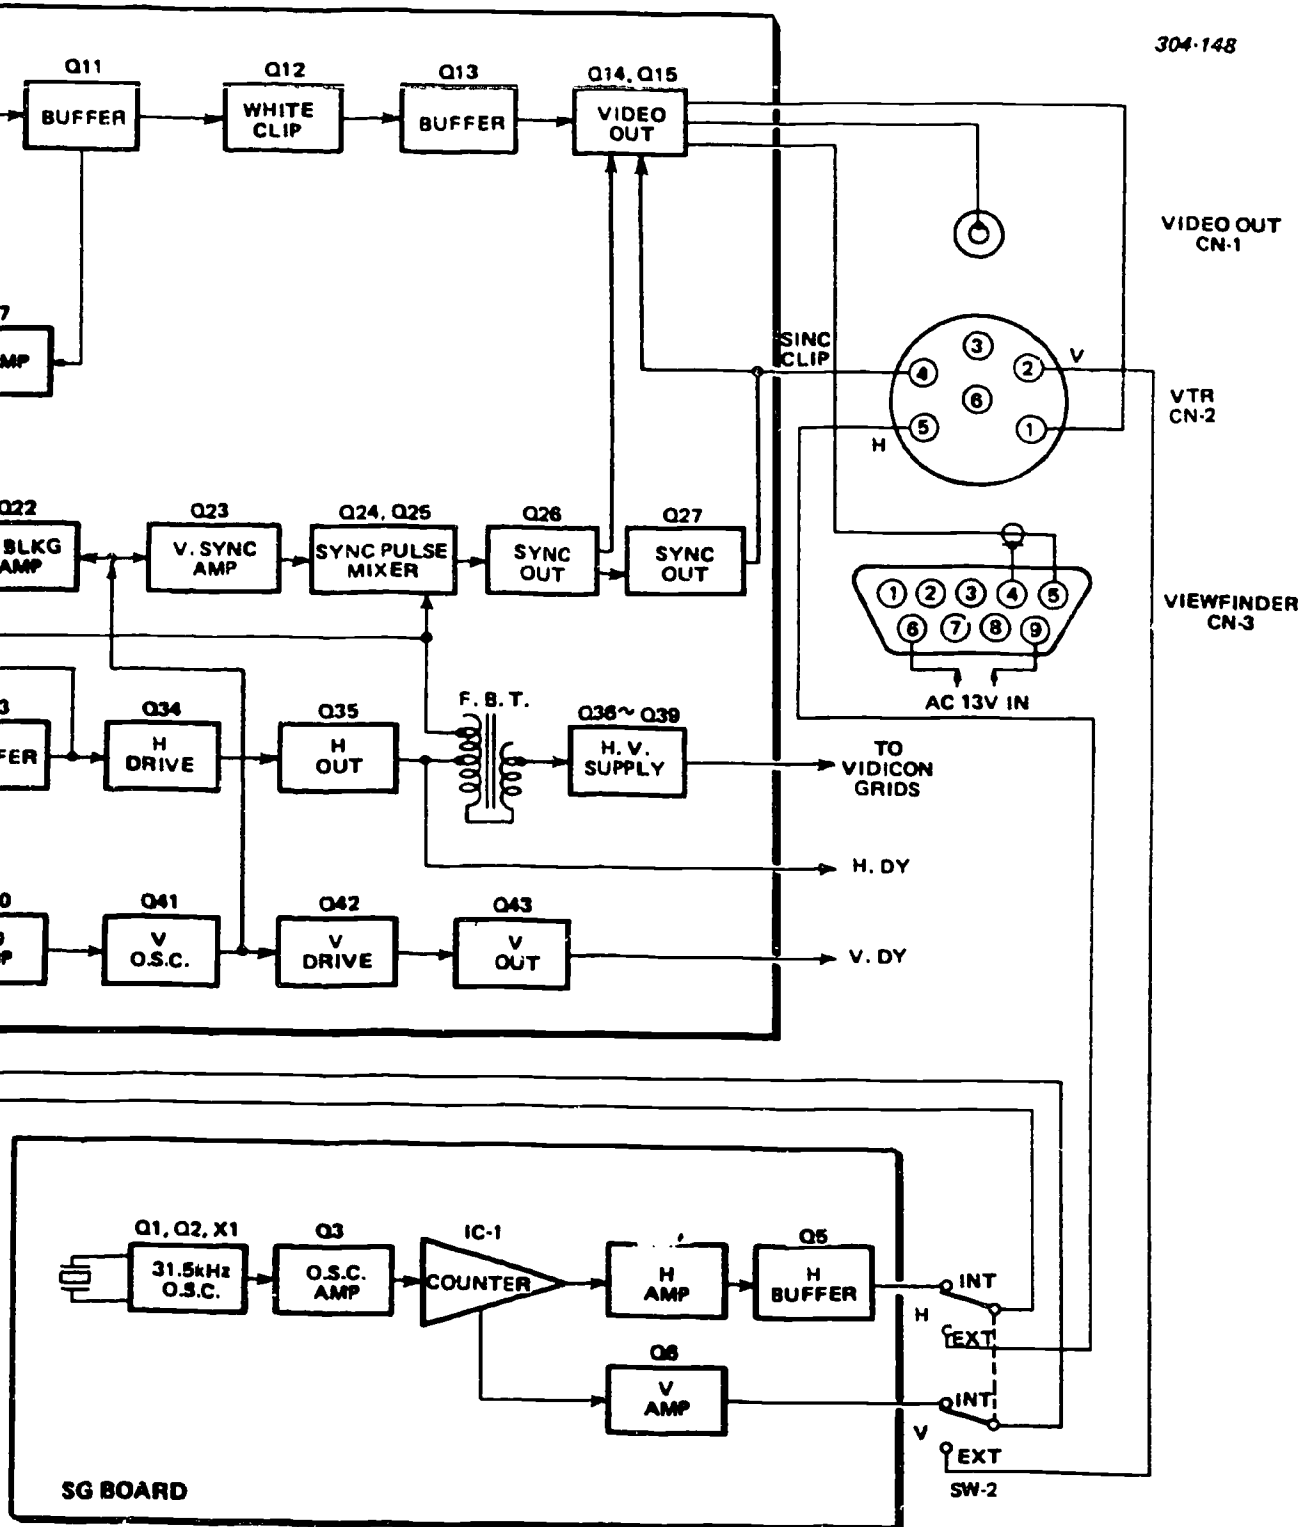 304-148
Q11
BUFFER
Q12
WHITE
CLIP
Q13
BUFFER
Q14, Q15
VIDEO
OUT
VIDEO OUT
CN-1
7
MP
SINC
CLIP
3
4
2
6
5
1
V
H
VTR
CN-2
Q22
BLKG
AMP
Q23
V. SYNC
AMP
Q24, Q25
SYNC PULSE
MIXER
Q26
SYNC
OUT
Q27
SYNC
OUT
1 2 3 4 5
6 7 8 9
VIEWFINDER
CN-3
AC 13V IN
3
FER
Q34
H
DRIVE
Q35
H
OUT
F. B. T.
Q36~Q39
H. V.
SUPPLY
TO
VIDICON
GRIDS
H. DY
0
P
Q41
V
O.S.C.
Q42
V
DRIVE
Q43
V
OUT
V. DY
Q1, Q2, X1
31.5kHz
O.S.C.
Q3
O.S.C.
AMP
IC-1
COUNTER
H
AMP
Q5
H
BUFFER
INT
H
EXT
Q6
V
AMP
INT
V
EXT
SW-2
SG BOARD